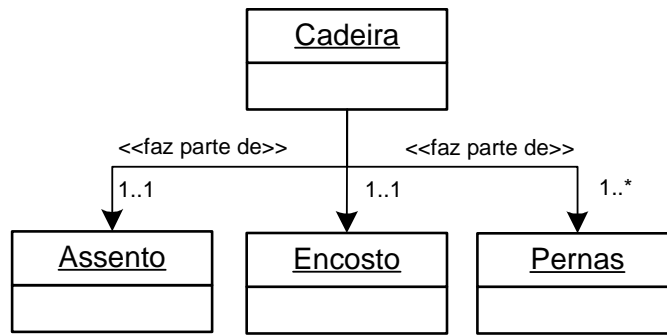 Cadeira
<<faz parte de>> <<faz parte de>>
1..1 1..1 1..*
Assento Encosto Pernas